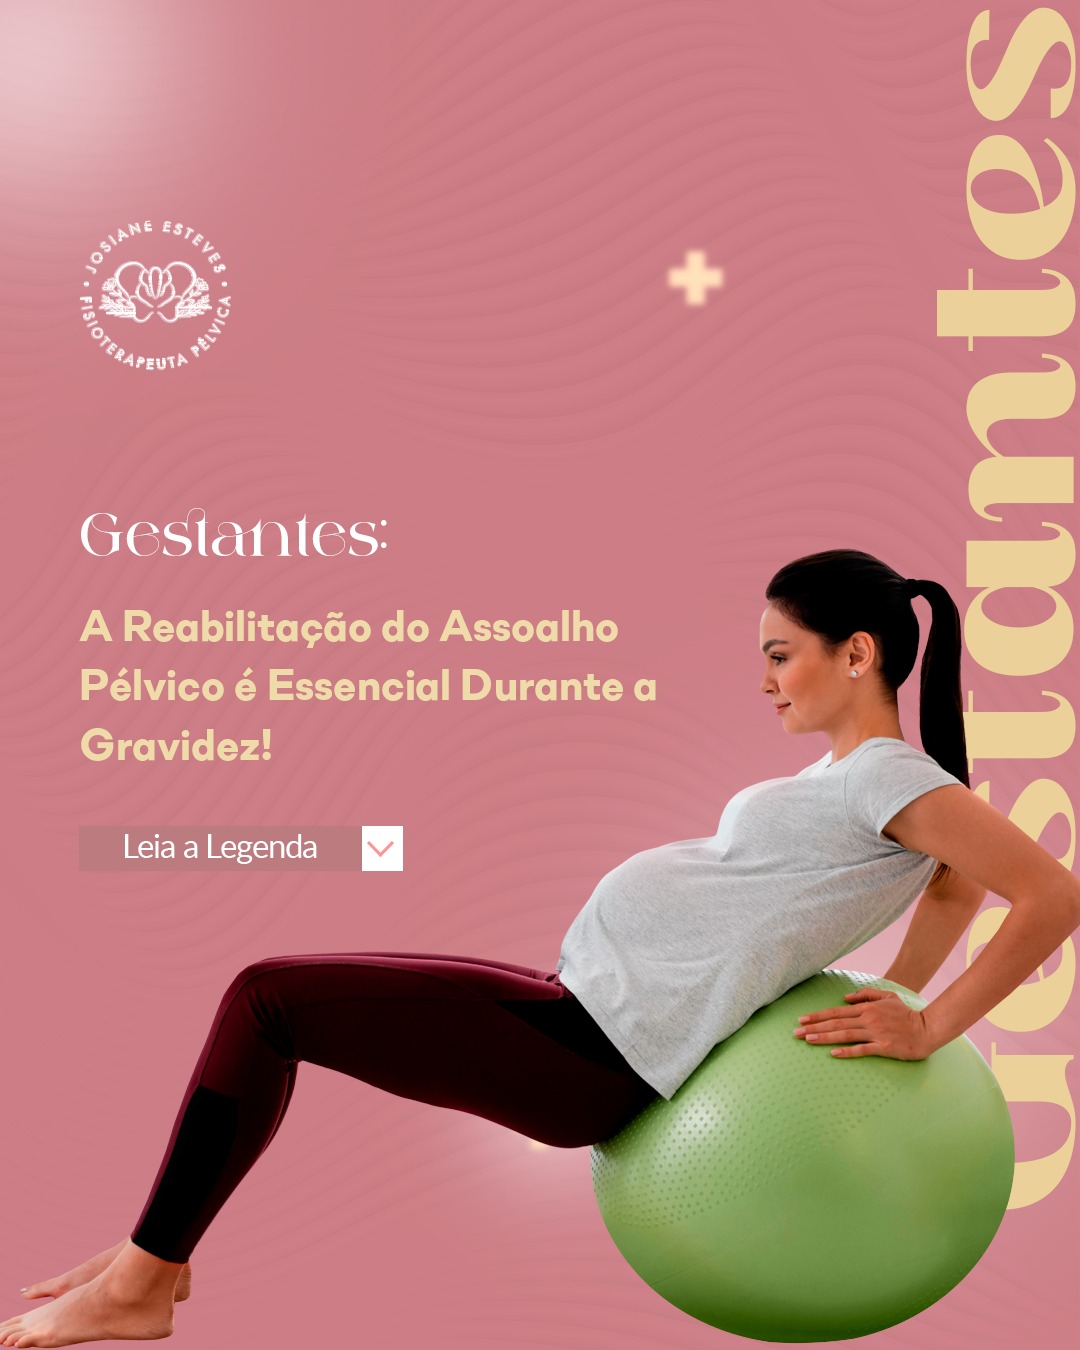 JOSIANE ESTEVES
FISIOTERAPEUTA PÉLVICA
Gestantes:
A Reabilitação do Assoalho
Pélvico é Essencial Durante a
Gravidez!
Leia a Legenda
Gestantes